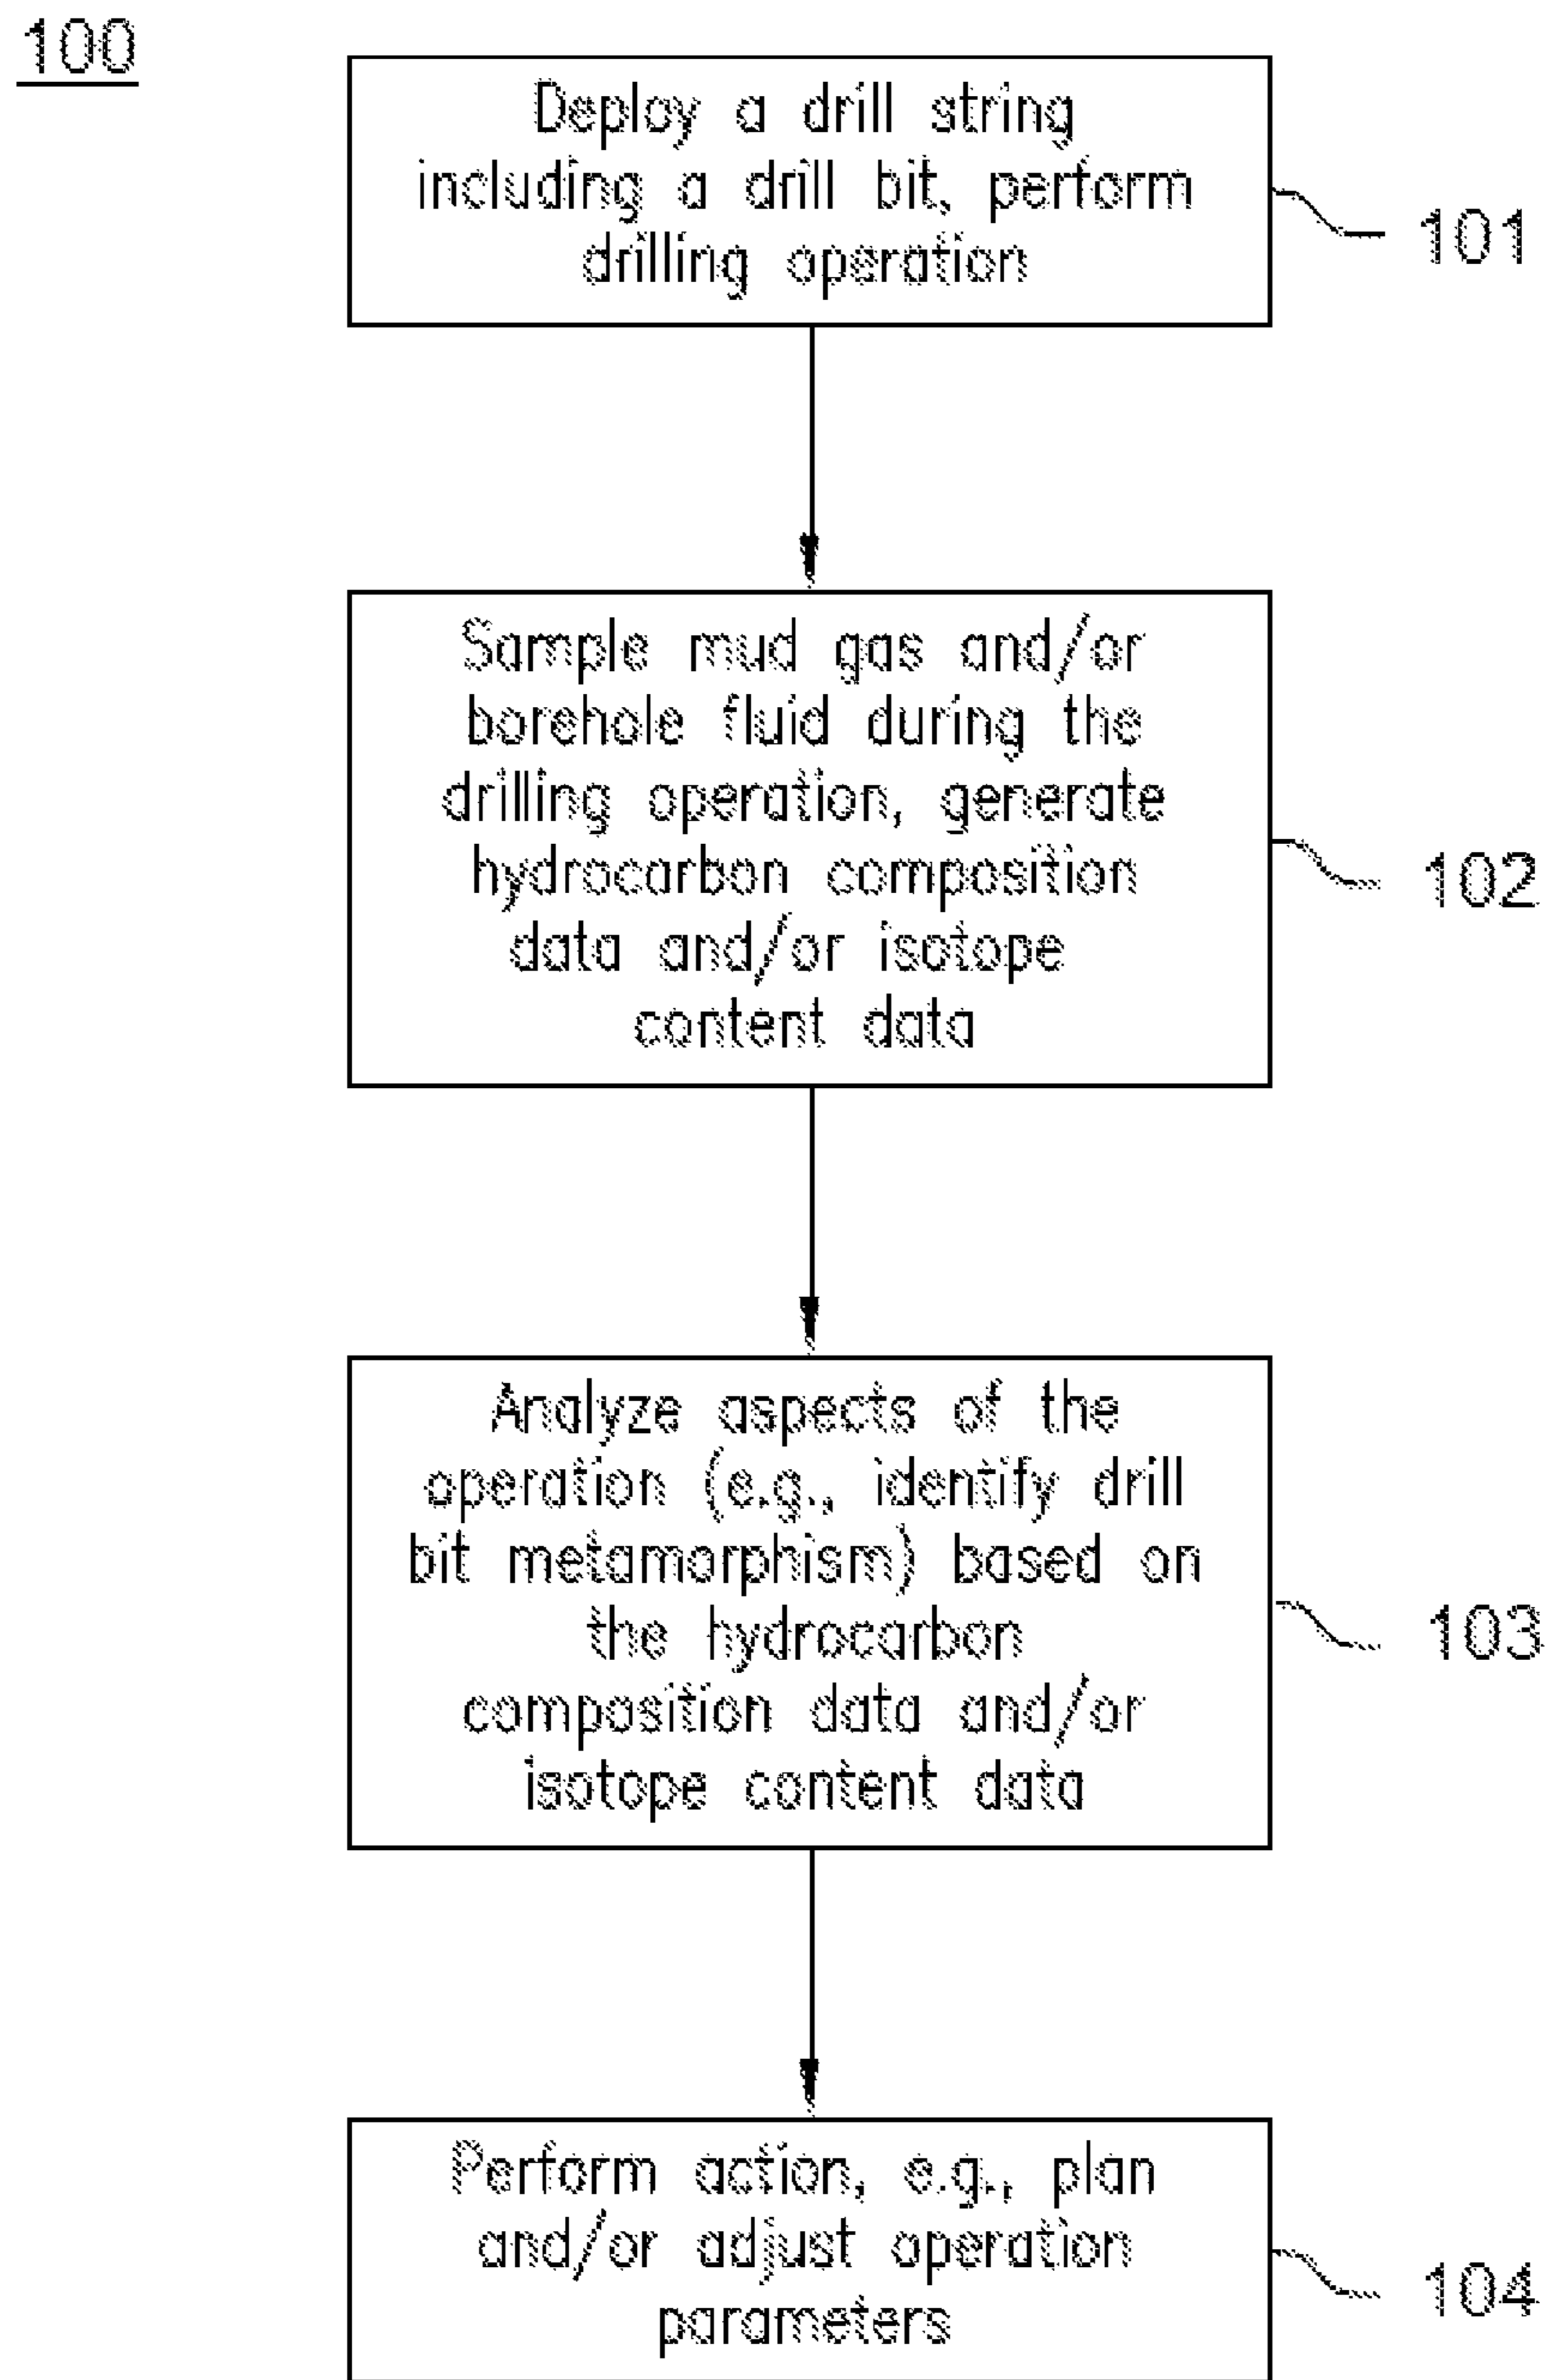 100
Deploy a drill string
including a drill bit, perform
drilling operation
101
Sample mud gas and/or
borehole fluid during the
drilling operation, generate
hydrocarbon composition
data and/or isotope
content data
102
Analyze aspects of the
operation (e.g., identify drill
bit metamorphism) based on
the hydrocarbon
composition data and/or
isotope content data
103
Perform action, e.g., plan
and/or adjust operation
parameters
104